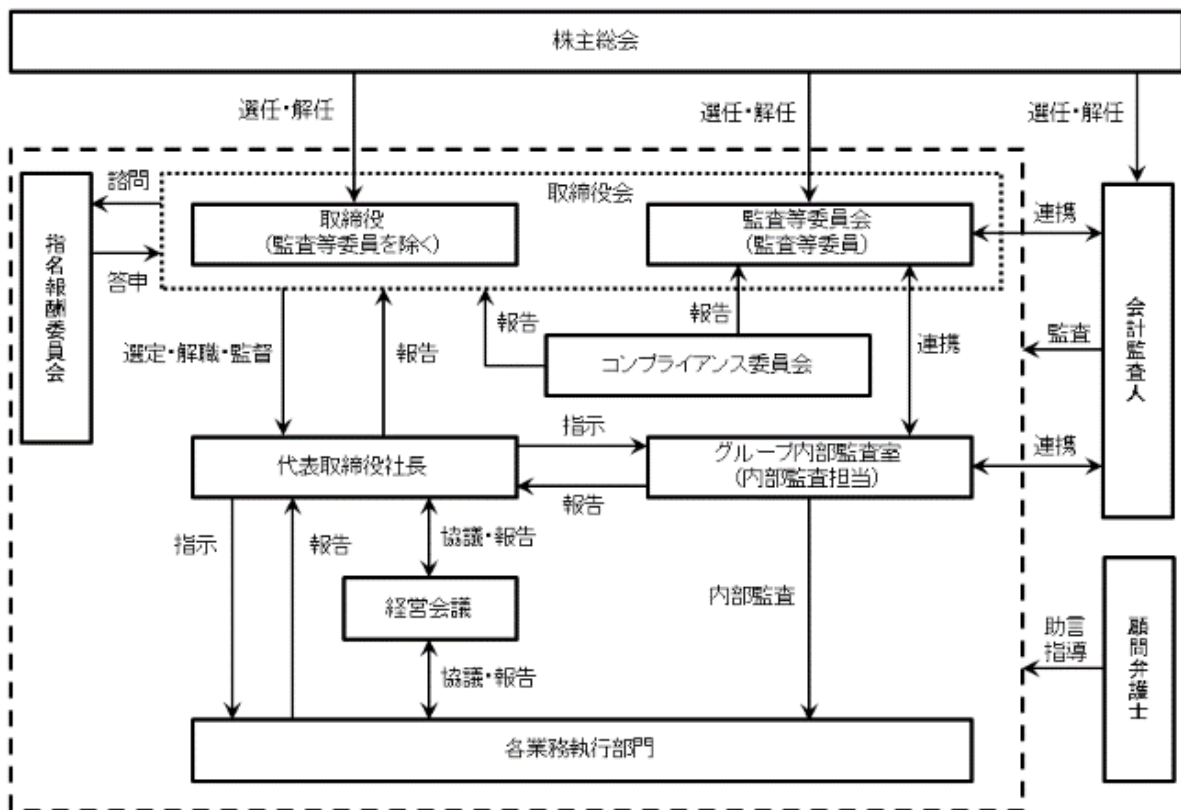 株主総会
選任・解任
選任・解任
選任・解任
諮問
取締役会
指名報酬委員会
取締役
(監査等委員を除く)
監査等委員会
(監査等委員)
連携
答申
会計監査人
選定・解職・監督
報告
報告
報告
コンプライアンス委員会
連携
監査
代表取締役社長
指示
報告
グループ内部監査室
(内部監査担当)
連携
指示
報告
協議・報告
経営会議
協議・報告
内部監査
助言
指導
顧問弁護士
各業務執行部門